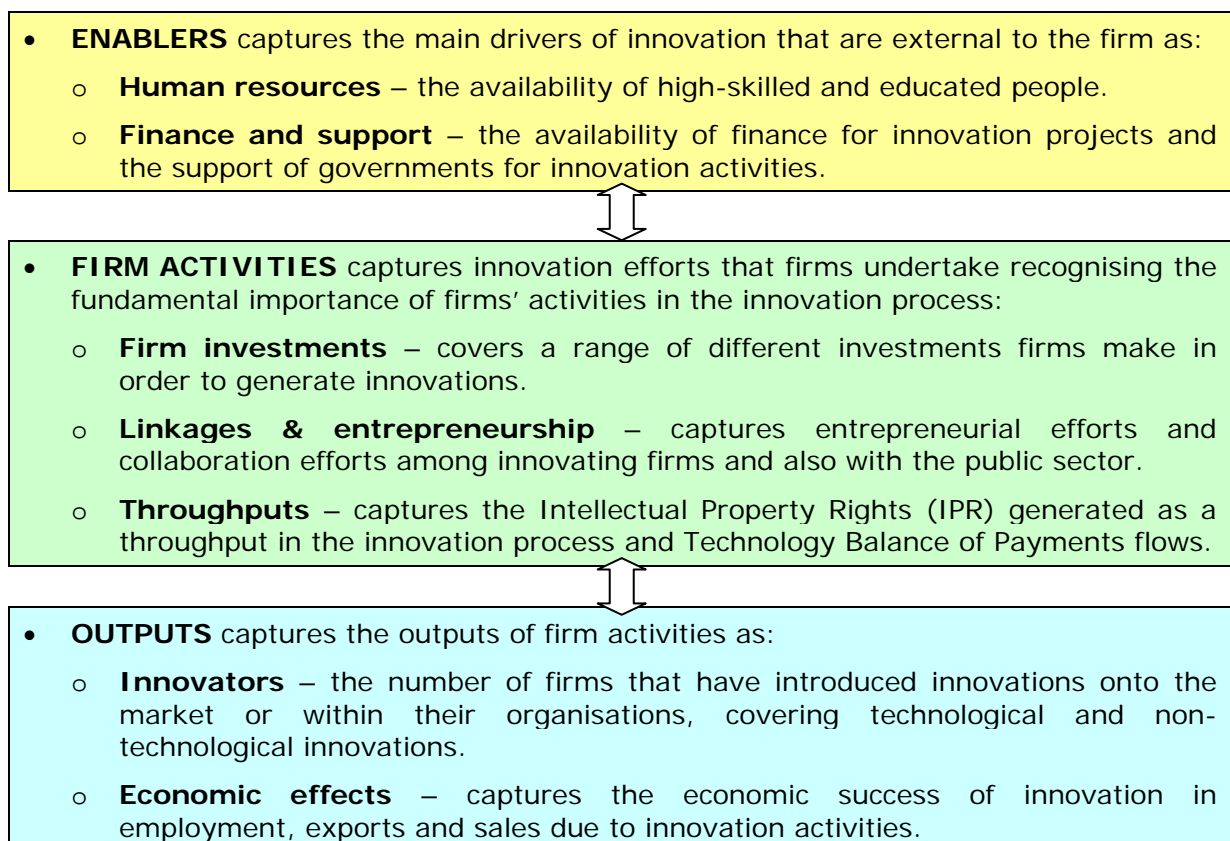 • ENABLERS captures the main drivers of innovation that are external to the firm as:
o Human resources – the availability of high-skilled and educated people.
o Finance and support – the availability of finance for innovation projects and
the support of governments for innovation activities.
• FIRM ACTIVITIES captures innovation efforts that firms undertake recognising the
fundamental importance of firms' activities in the innovation process:
o Firm investments – covers a range of different investments firms make in
order to generate innovations.
o Linkages & entrepreneurship – captures entrepreneurial efforts and
collaboration efforts among innovating firms and also with the public sector.
o Throughputs – captures the Intellectual Property Rights (IPR) generated as a
throughput in the innovation process and Technology Balance of Payments flows.
• OUTPUTS captures the outputs of firm activities as:
o Innovators – the number of firms that have introduced innovations onto the
market or within their organisations, covering technological and non-
technological innovations.
o Economic effects – captures the economic success of innovation in
employment, exports and sales due to innovation activities.